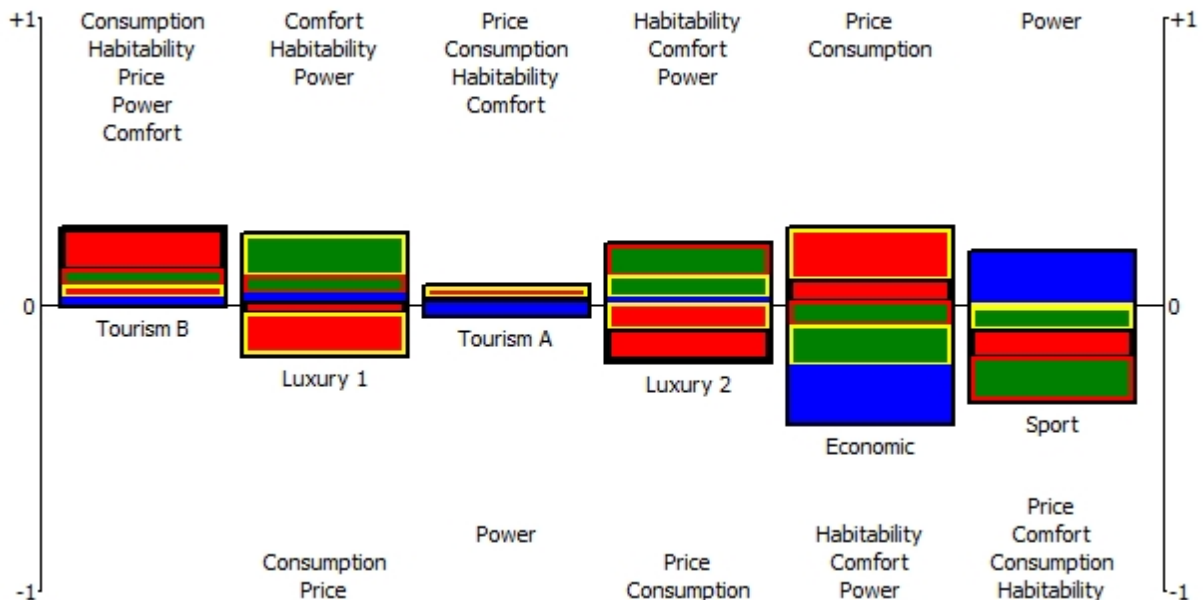 +1
Consumption
Habitability
Price
Power
Comfort
Comfort
Habitability
Power
Price
Consumption
Habitability
Comfort
Habitability
Comfort
Power
Price
Consumption
Power
+1
0
0
Tourism B
Luxury 1
Tourism A
Luxury 2
Economic
Sport
Consumption
Price
Power
Price
Consumption
Habitability
Comfort
Power
Price
Comfort
Consumption
Habitability
-1
-1